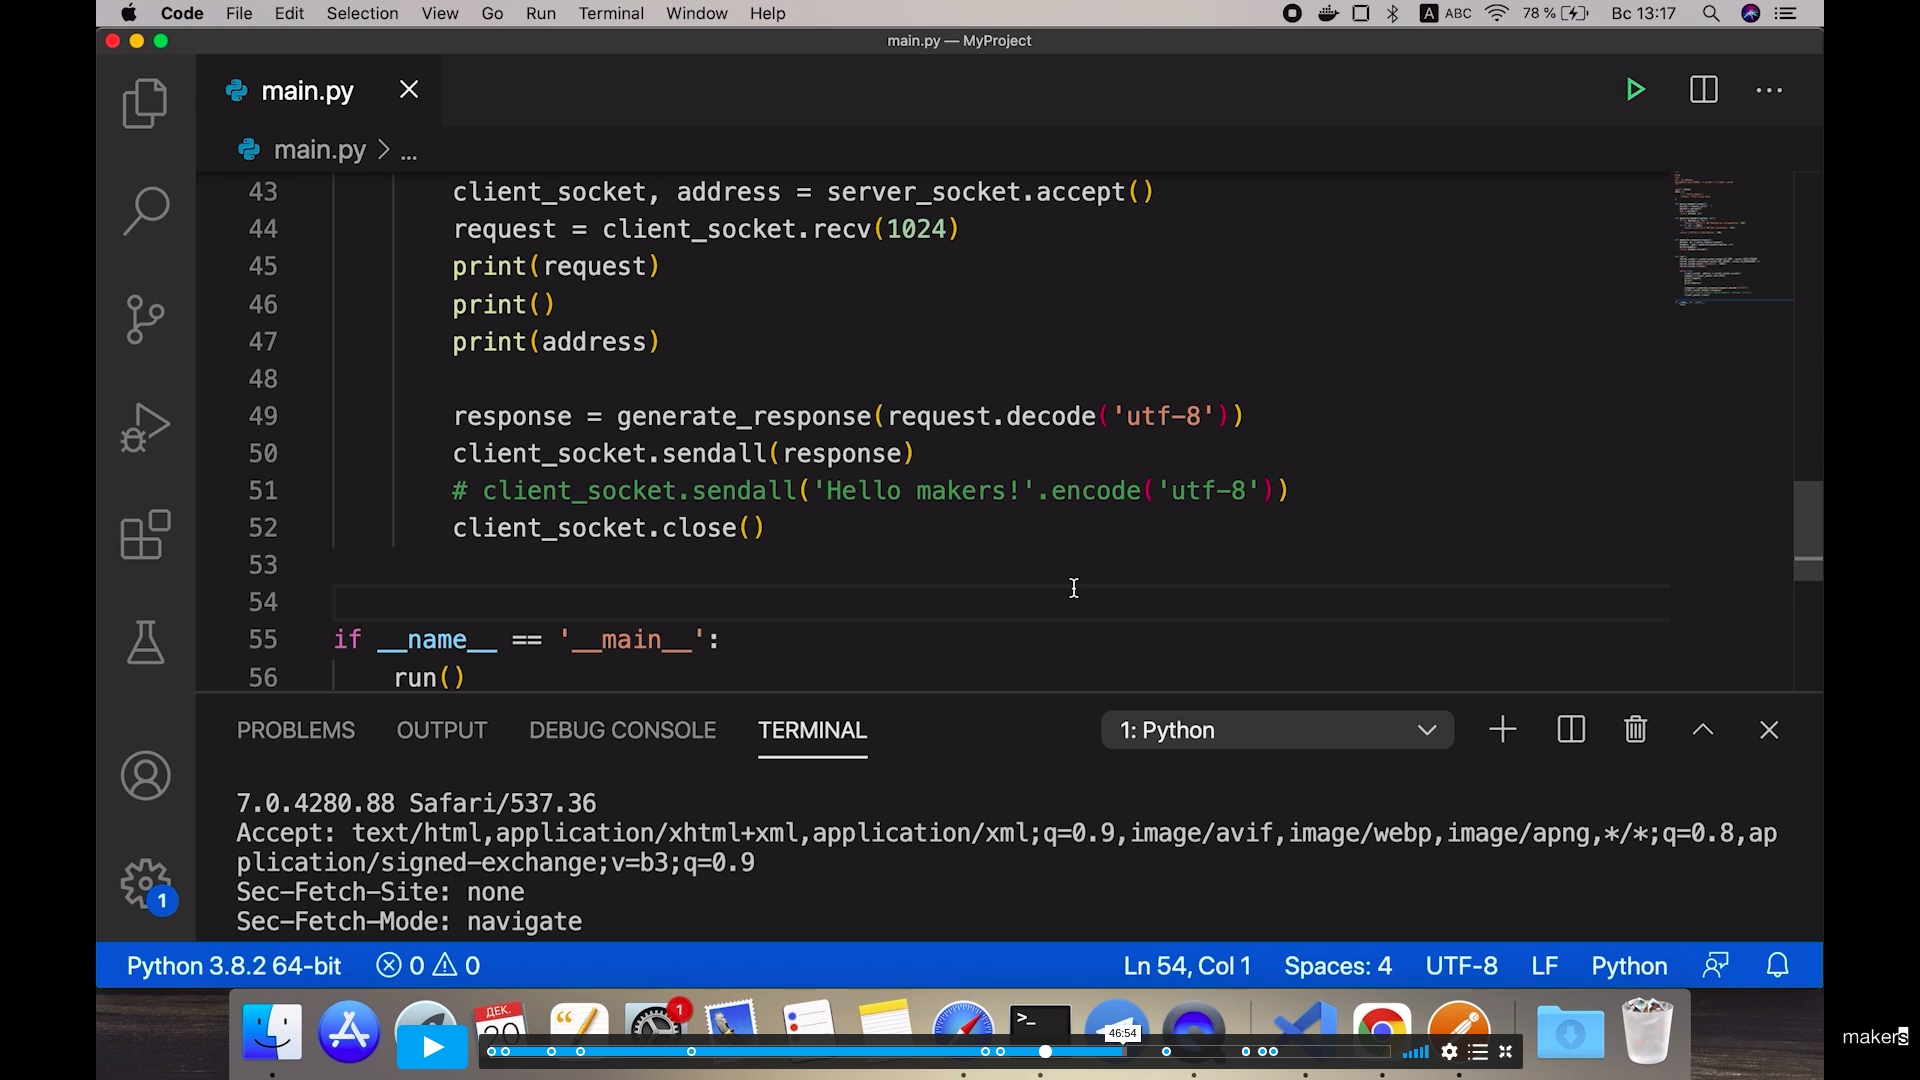 Code File Edit Selection View Go Run Terminal Window Help A ABC 78 % Вс 13:17
main.py — MyProject
main.py
main.py > ...
43 client_socket, address = server_socket.accept()
44 request = client_socket.recv(1024)
45 print(request)
46 print()
47 print(address)
48
49 response = generate_response(request.decode('utf-8'))
50 client_socket.sendall(response)
51 # client_socket.sendall('Hello makers!'.encode('utf-8'))
52 client_socket.close()
53
54
55 if __name__ == '__main__':
56 run()
PROBLEMS OUTPUT DEBUG CONSOLE TERMINAL 1: Python
7.0.4280.88 Safari/537.36
Accept: text/html,application/xhtml+xml,application/xml;q=0.9,image/avif,image/webp,image/apng,*/*;q=0.8,ap
plication/signed-exchange;v=b3;q=0.9
Sec-Fetch-Site: none
Sec-Fetch-Mode: navigate
1
Python 3.8.2 64-bit 0 0 Ln 54, Col 1 Spaces: 4 UTF-8 LF Python
ДЕК.
1
>_
46:54
makers